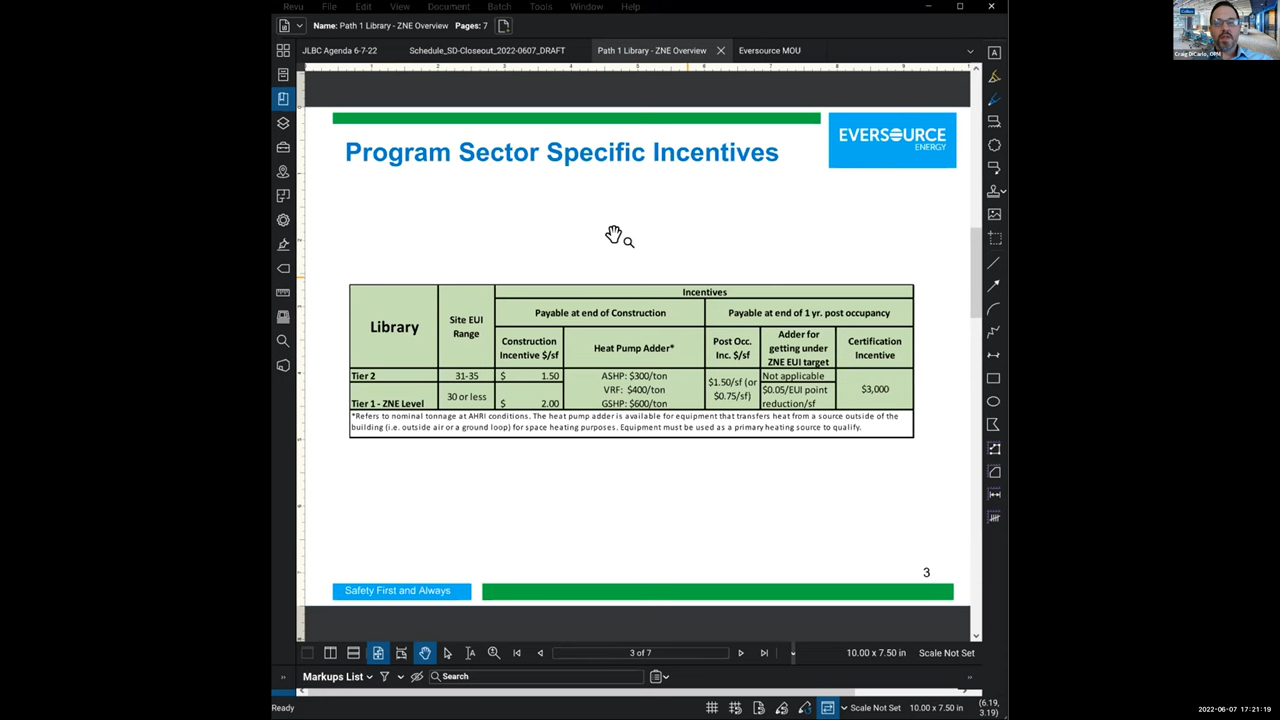 Revu File Edit View Document Batch Tools Window Help
Name: Path 1 Library - ZNE Overview Pages: 7
JLBC Agenda 6-7-22 Schedule_SD-Closeout_2022-0607_DRAFT Path 1 Library - ZNE Overview Eversource MOU
Craig DiCarlo, OPM
Program Sector Specific Incentives
EVERSOURCE
ENERGY
Library
Site EUI
Range
Incentives
Payable at end of Construction
Payable at end of 1 yr. post occupancy
Construction
Incentive $/sf
Heat Pump Adder*
Post Occ.
Inc. $/sf
Adder for
getting under
ZNE EUI target
Certification
Incentive
Tier 2 31-35 $ 1.50
Tier 1 - ZNE Level 30 or less $ 2.00
ASHP: $300/ton
VRF: $400/ton
GSHP: $600/ton
$1.50/sf (or
$0.75/sf)
Not applicable
$0.05/EUI point
reduction/sf
$3,000
*Refers to nominal tonnage at AHRI conditions. The heat pump adder is available for equipment that transfers heat from a source outside of the
building (i.e. outside air or a ground loop) for space heating purposes. Equipment must be used as a primary heating source to qualify.
3
Safety First and Always
3 of 7 10.00 x 7.50 in Scale Not Set
Markups List Search
Ready Scale Not Set 10.00 x 7.50 in (6.19,
3.19)
2022-06-07 17:21:19